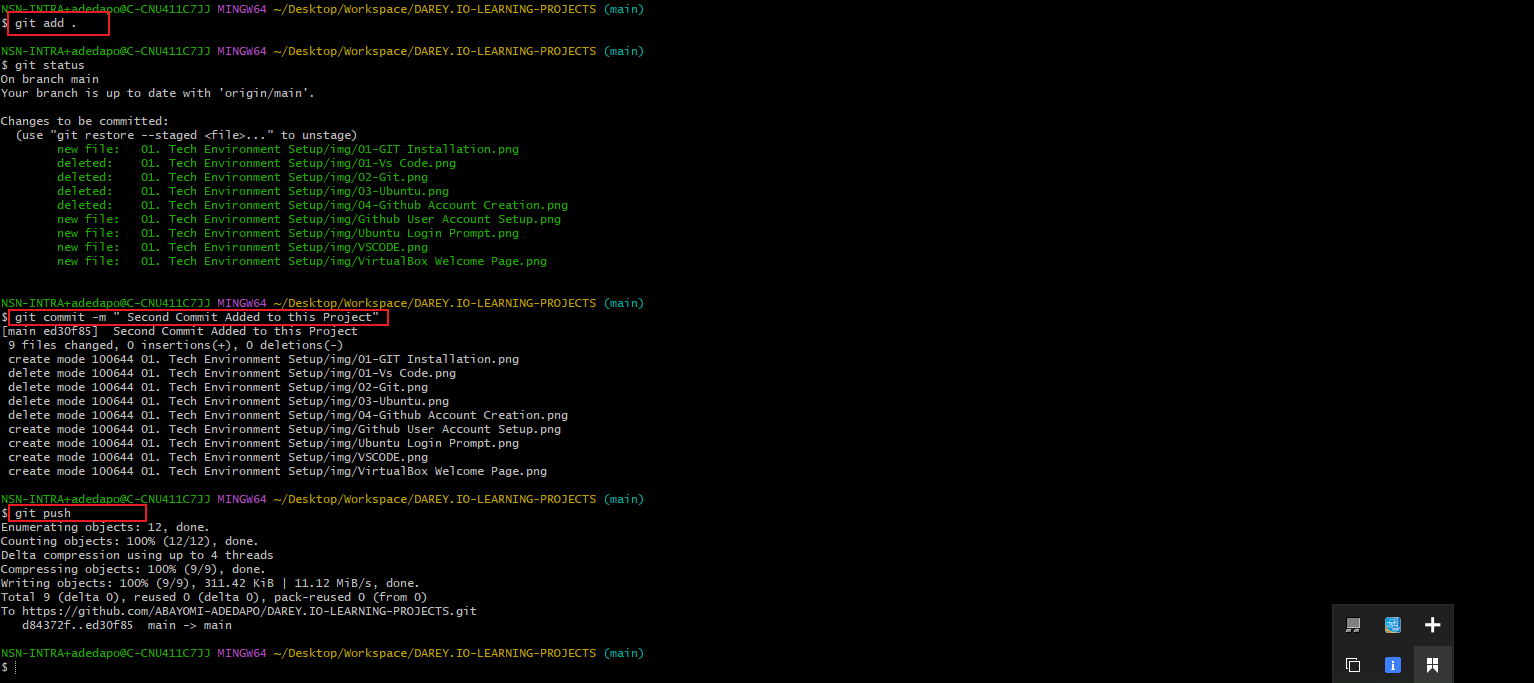 NSN-INTRA+adedapo@C-CNU411C7JJ MINGW64 ~/Desktop/Workspace/DAREY.IO-LEARNING-PROJECTS (main)
$ git add .

NSN-INTRA+adedapo@C-CNU411C7JJ MINGW64 ~/Desktop/Workspace/DAREY.IO-LEARNING-PROJECTS (main)
$ git status
On branch main
Your branch is up to date with 'origin/main'.

Changes to be committed:
  (use "git restore --staged <file>..." to unstage)
        new file:   01. Tech Environment Setup/img/01-GIT Installation.png
        deleted:    01. Tech Environment Setup/img/01-Vs Code.png
        deleted:    01. Tech Environment Setup/img/02-Git.png
        deleted:    01. Tech Environment Setup/img/03-Ubuntu.png
        deleted:    01. Tech Environment Setup/img/04-Github Account Creation.png
        new file:   01. Tech Environment Setup/img/Github User Account Setup.png
        new file:   01. Tech Environment Setup/img/Ubuntu Login Prompt.png
        new file:   01. Tech Environment Setup/img/VSCODE.png
        new file:   01. Tech Environment Setup/img/VirtualBox Welcome Page.png

NSN-INTRA+adedapo@C-CNU411C7JJ MINGW64 ~/Desktop/Workspace/DAREY.IO-LEARNING-PROJECTS (main)
$ git commit -m " Second Commit Added to this Project"
[main ed30f85]  Second Commit Added to this Project
 9 files changed, 0 insertions(+), 0 deletions(-)
 create mode 100644 01. Tech Environment Setup/img/01-GIT Installation.png
 delete mode 100644 01. Tech Environment Setup/img/01-Vs Code.png
 delete mode 100644 01. Tech Environment Setup/img/02-Git.png
 delete mode 100644 01. Tech Environment Setup/img/03-Ubuntu.png
 delete mode 100644 01. Tech Environment Setup/img/04-Github Account Creation.png
 create mode 100644 01. Tech Environment Setup/img/Github User Account Setup.png
 create mode 100644 01. Tech Environment Setup/img/Ubuntu Login Prompt.png
 create mode 100644 01. Tech Environment Setup/img/VSCODE.png
 create mode 100644 01. Tech Environment Setup/img/VirtualBox Welcome Page.png

NSN-INTRA+adedapo@C-CNU411C7JJ MINGW64 ~/Desktop/Workspace/DAREY.IO-LEARNING-PROJECTS (main)
$ git push
Enumerating objects: 12, done.
Counting objects: 100% (12/12), done.
Delta compression using up to 4 threads
Compressing objects: 100% (9/9), done.
Writing objects: 100% (9/9), 311.42 KiB | 11.12 MiB/s, done.
Total 9 (delta 0), reused 0 (delta 0), pack-reused 0 (from 0)
To https://github.com/ABAYOMI-ADEDAPO/DAREY.IO-LEARNING-PROJECTS.git
   d84372f..ed30f85  main -> main

NSN-INTRA+adedapo@C-CNU411C7JJ MINGW64 ~/Desktop/Workspace/DAREY.IO-LEARNING-PROJECTS (main)
$